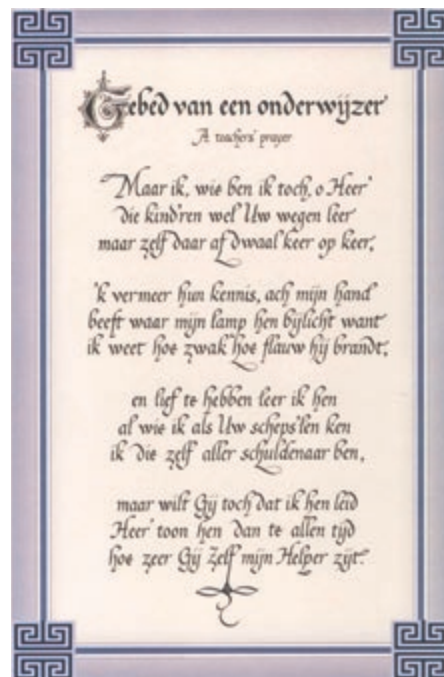 Gebed van een onderwijzer
A teachers' prayer
Maar ik, wie ben ik toch, o Heer
die kind'ren wel Uw wegen leer
maar zelf daar af dwaal keer op keer,
'k vermeer hun kennis, ach mijn hand
beeft waar mijn lamp hen bijlicht want
ik weet hoe zwak hoe flauw hij brandt,
en lief te hebben leer ik hen
al wie ik als Uw scheps'len ken
ik die zelf aller schuldenaar ben,
maar wilt Gij toch dat ik hen leid
Heer toon hen dan te allen tijd
hoe zeer Gij Zelf mijn Helper zijt.